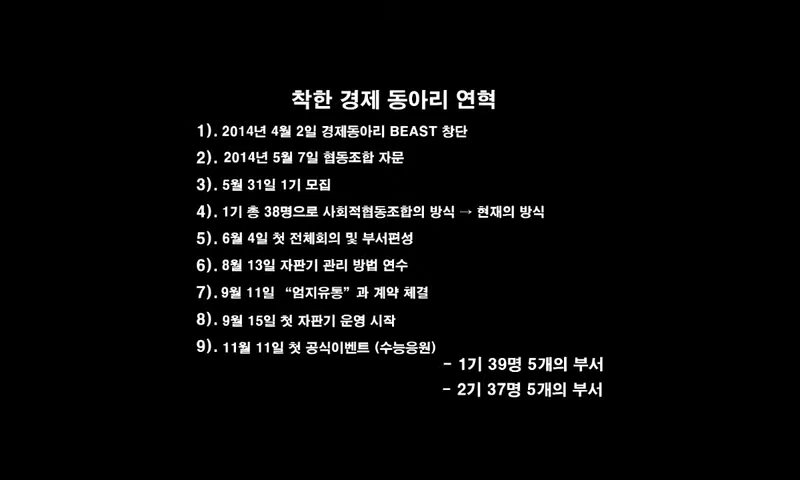 착한 경제 동아리 연혁
1). 2014년 4월 2일 경제동아리 BEAST 창단
2). 2014년 5월 7일 협동조합 자문
3). 5월 31일 1기 모집
4). 1기 총 38명으로 사회적협동조합의 방식 → 현재의 방식
5). 6월 4일 첫 전체회의 및 부서편성
6). 8월 13일 자판기 관리 방법 연수
7). 9월 11일 “엄지유통”과 계약 체결
8). 9월 15일 첫 자판기 운영 시작
9). 11월 11일 첫 공식이벤트 (수능응원)
- 1기 39명 5개의 부서
- 2기 37명 5개의 부서